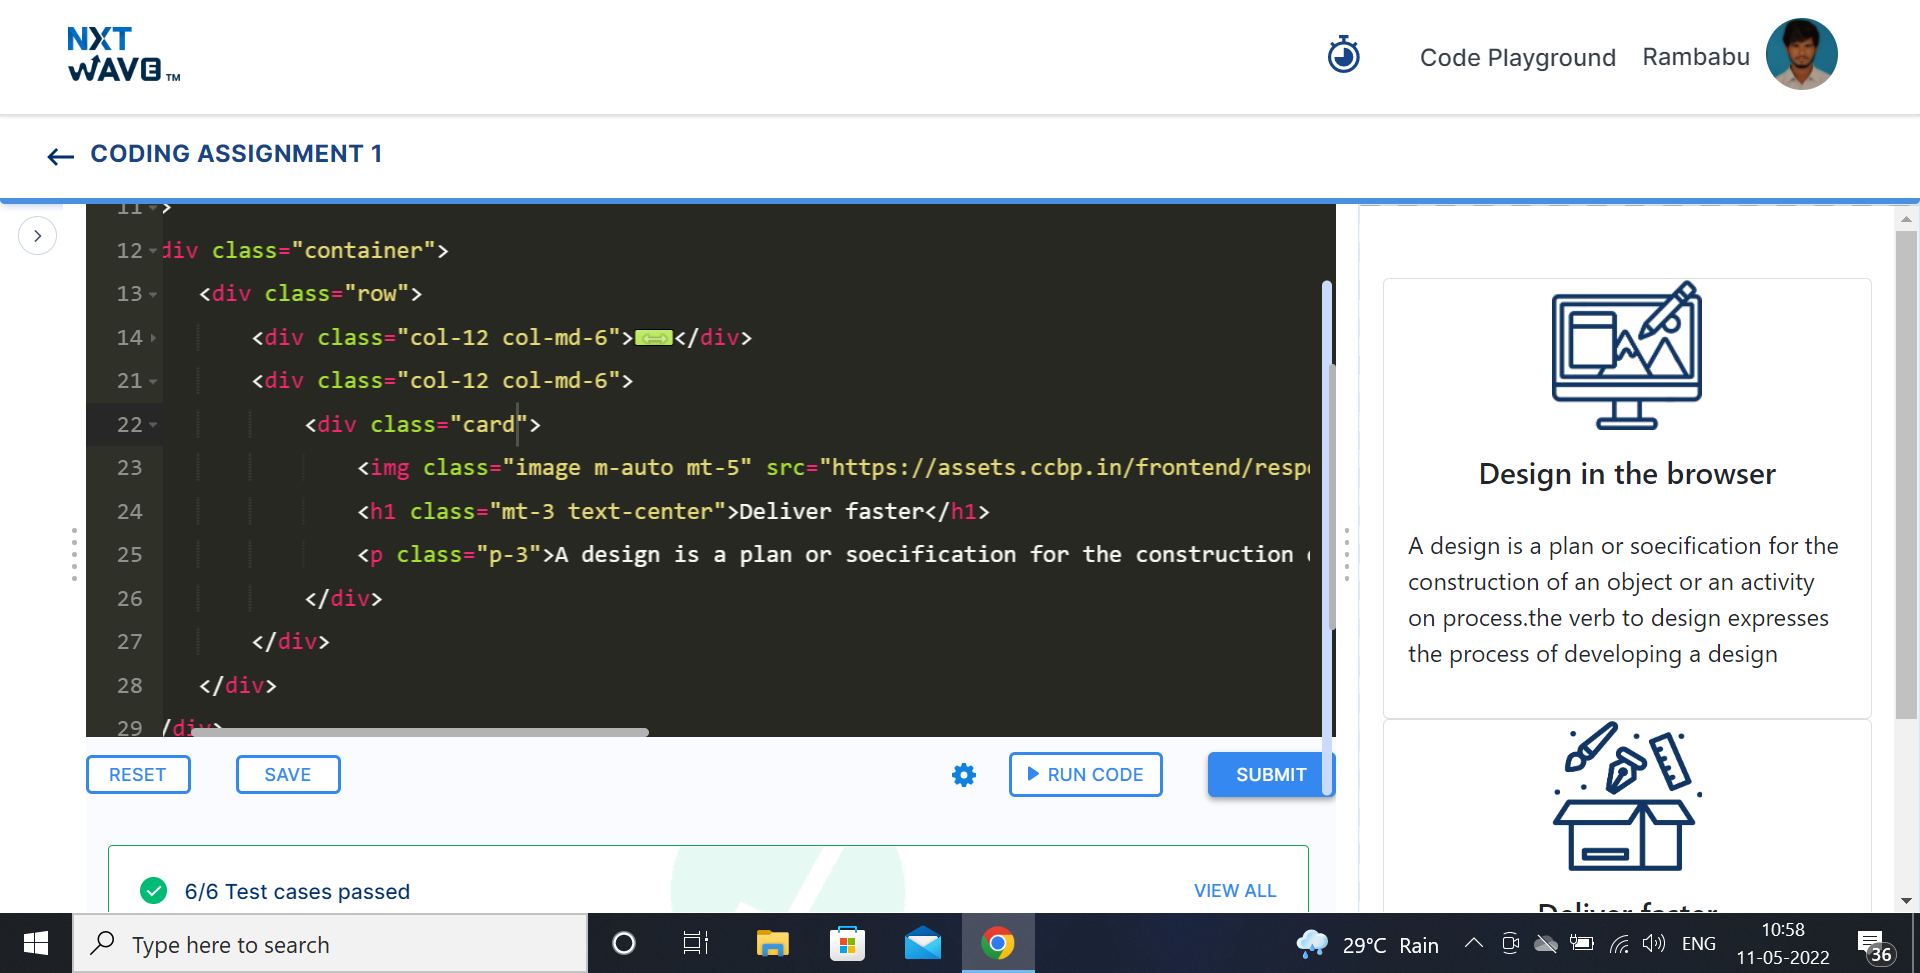 NXT
WAVE TM
Code Playground
Rambabu
CODING ASSIGNMENT 1
11 >
12 div class="container">
13 <div class="row">
14 <div class="col-12 col-md-6"></div>
21 <div class="col-12 col-md-6">
22 <div class="card">
23 <img class="image m-auto mt-5" src="https://assets.ccbp.in/frontend/resp
24 <h1 class="mt-3 text-center">Deliver faster</h1>
25 <p class="p-3">A design is a plan or soecification for the construction
26 </div>
27 </div>
28 </div>
29 /div>
RESET
SAVE
RUN CODE
SUBMIT
6/6 Test cases passed
VIEW ALL
Design in the browser
A design is a plan or soecification for the
construction of an object or an activity
on process.the verb to design expresses
the process of developing a design
Deliver faster
Type here to search
29°C Rain
ENG
10:58
11-05-2022
36